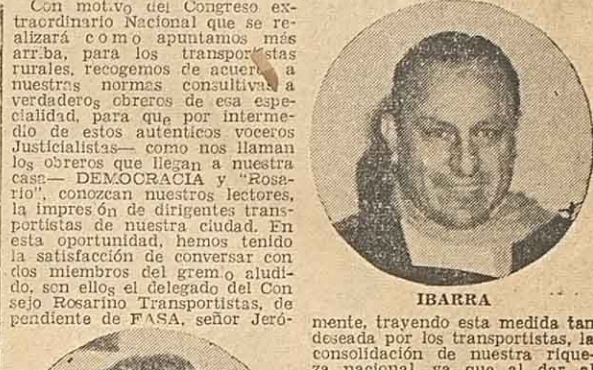 Con motivo del Congreso ex-
traordinario Nacional que se re-
alizará como apuntamos más
arriba, para los transportistas
rurales, recogemos de acuerdo a
nuestras normas consultivas a
verdaderos obreros de esa espe-
cialidad, para que por interme-
dio de estos autenticos voceros
Justicialistas— como nos llaman
los obreros que llegan a nuestra
casa— DEMOCRACIA y "Rosa-
rio", conozcan nuestros lectores,
la impresión de dirigentes trans-
portistas de nuestra ciudad. En
esta oportunidad, hemos tenido
la satisfacción de conversar con
dos miembros del gremio aludi-
do, son ellos el delegado del Con
sejo Rosarino Transportistas, de
pendiente de FASA, señor Jeró-
IBARRA
mente, trayendo esta medida tan
deseada por los transportistas, la
consolidación de nuestra rique-
za nacional, ya que al dar al